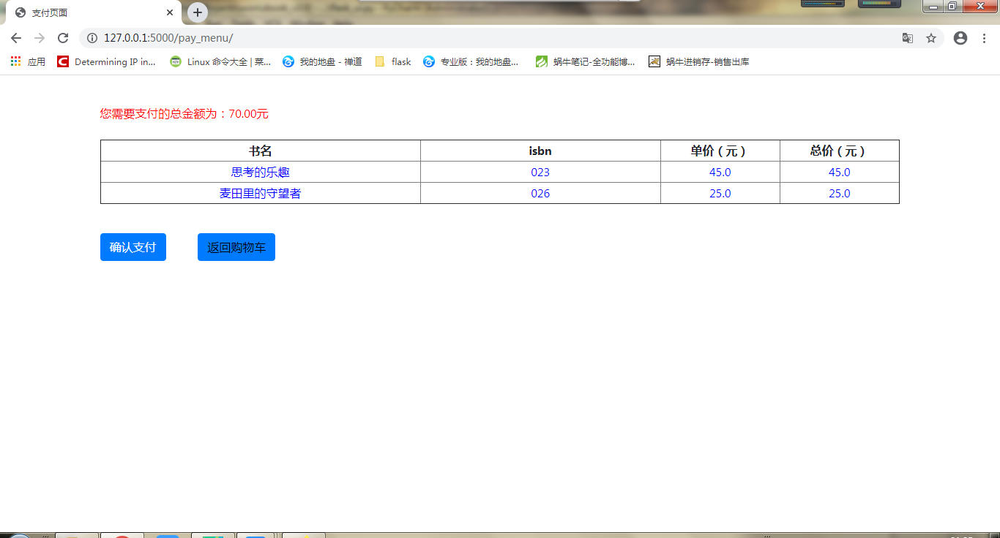 支付页面
127.0.0.1:5000/pay_menu/
应用 Determining IP in... Linux 命令大全 | 菜... 我的地盘 - 禅道 flask 专业版：我的地盘... 蜗牛笔记-全功能博... 蜗牛进销存-销售出库
您需要支付的总金额为：70.00元
书名 isbn 单价（元） 总价（元）
思考的乐趣 023 45.0 45.0
麦田里的守望者 026 25.0 25.0
确认支付 返回购物车